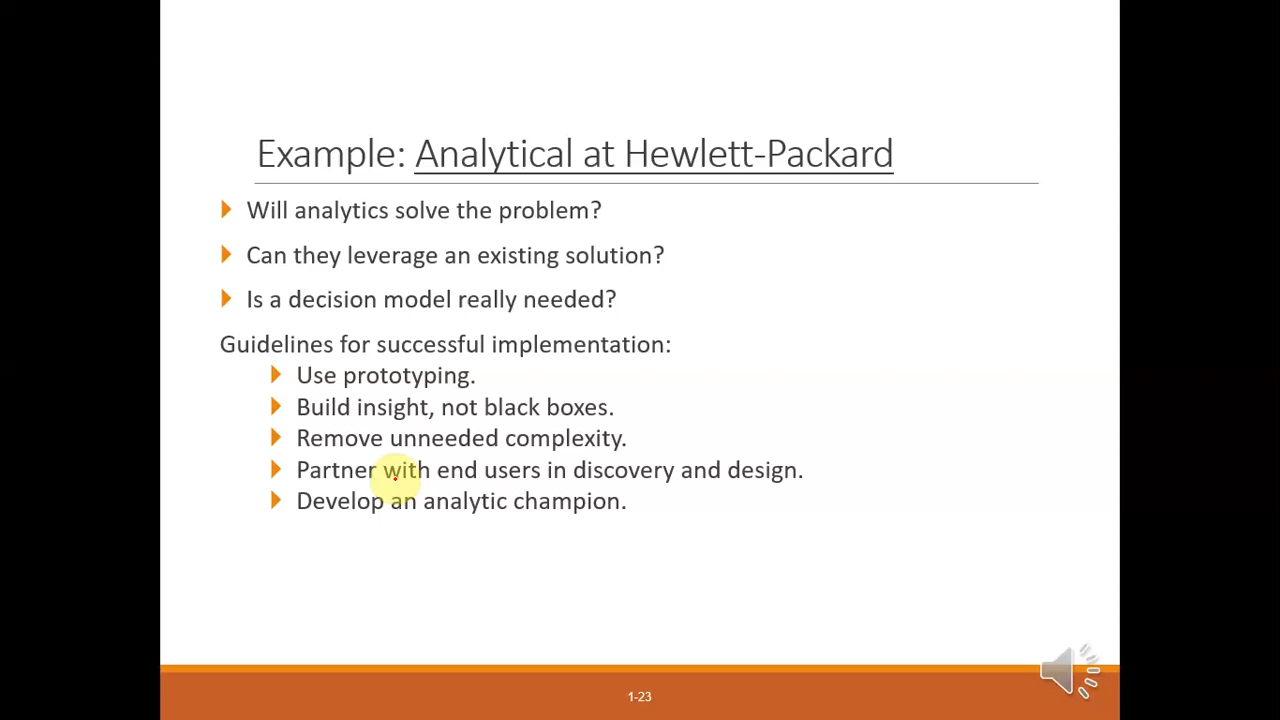 Example: Analytical at Hewlett-Packard
Will analytics solve the problem?
Can they leverage an existing solution?
Is a decision model really needed?
Guidelines for successful implementation:
Use prototyping.
Build insight, not black boxes.
Remove unneeded complexity.
Partner with end users in discovery and design.
Develop an analytic champion.
1-23